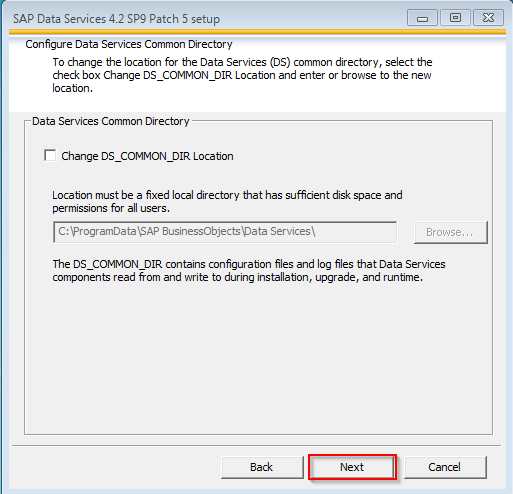 SAP Data Services 4.2 SP9 Patch 5 setup
Configure Data Services Common Directory
To change the location for the Data Services (DS) common directory, select the
check box Change DS_COMMON_DIR Location and enter or browse to the new
location.
Data Services Common Directory
Change DS_COMMON_DIR Location
Location must be a fixed local directory that has sufficient disk space and
permissions for all users.
C:\ProgramData\SAP BusinessObjects\Data Services\
Browse...
The DS_COMMON_DIR contains configuration files and log files that Data Services
components read from and write to during installation, upgrade, and runtime.
Back
Next
Cancel